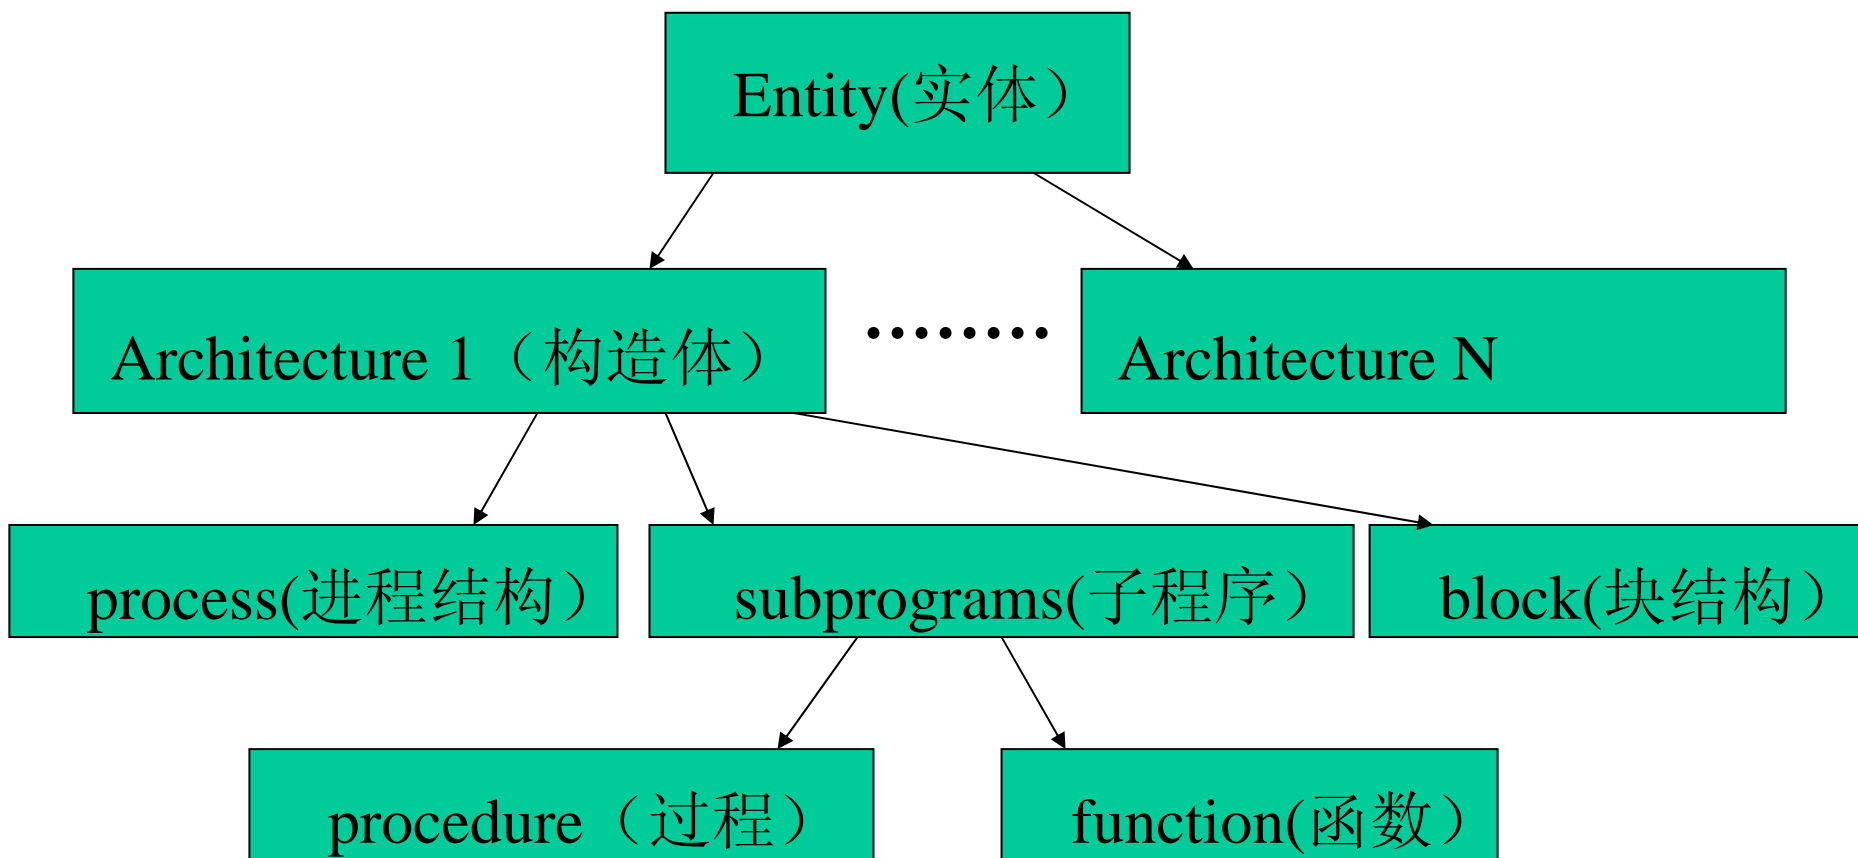 Entity(实体）
Architecture 1（构造体）
········
Architecture N
process(进程结构）
subprograms(子程序）
block(块结构）
procedure（过程）
function(函数）